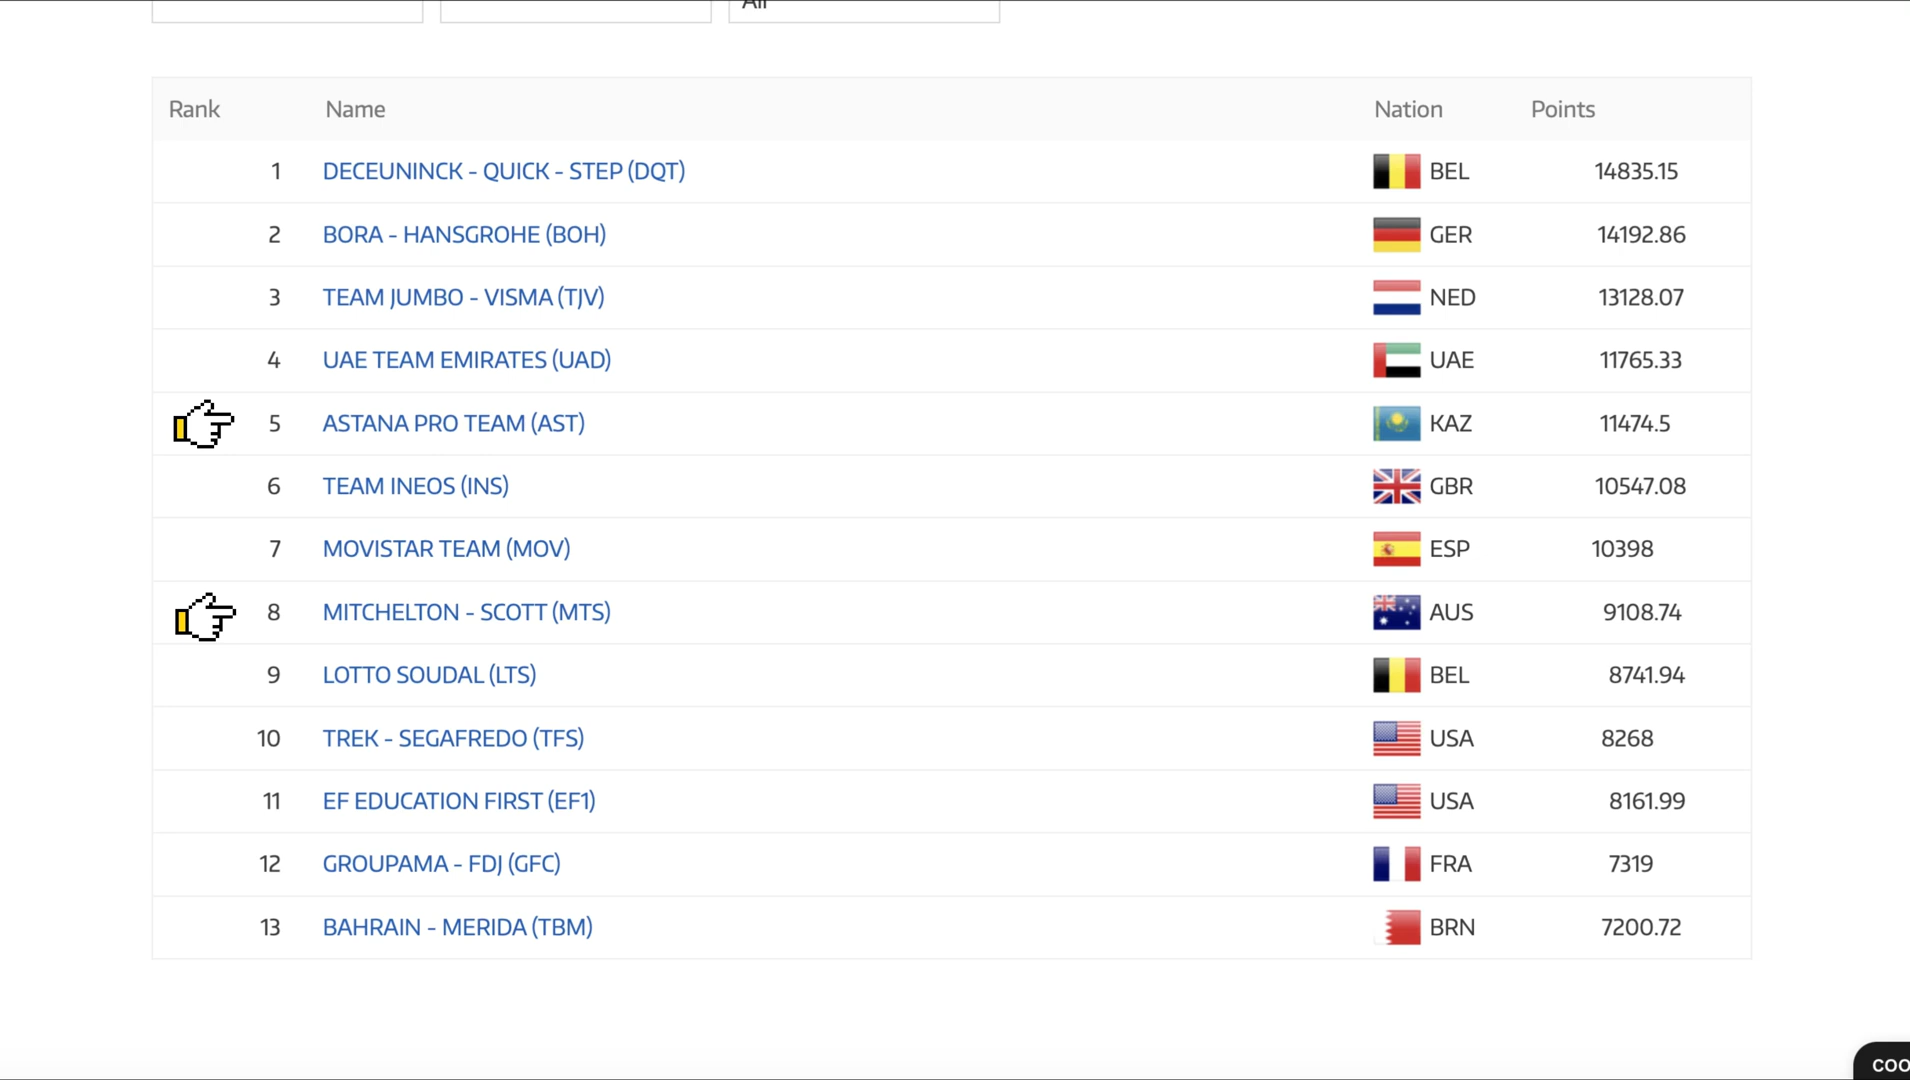 All
Rank Name Nation Points
1 DECEUNINCK - QUICK - STEP (DQT) BEL 14835.15
2 BORA - HANSGROHE (BOH) GER 14192.86
3 TEAM JUMBO - VISMA (TJV) NED 13128.07
4 UAE TEAM EMIRATES (UAD) UAE 11765.33
5 ASTANA PRO TEAM (AST) KAZ 11474.5
6 TEAM INEOS (INS) GBR 10547.08
7 MOVISTAR TEAM (MOV) ESP 10398
8 MITCHELTON - SCOTT (MTS) AUS 9108.74
9 LOTTO SOUDAL (LTS) BEL 8741.94
10 TREK - SEGAFREDO (TFS) USA 8268
11 EF EDUCATION FIRST (EF1) USA 8161.99
12 GROUPAMA - FDJ (GFC) FRA 7319
13 BAHRAIN - MERIDA (TBM) BRN 7200.72
COO